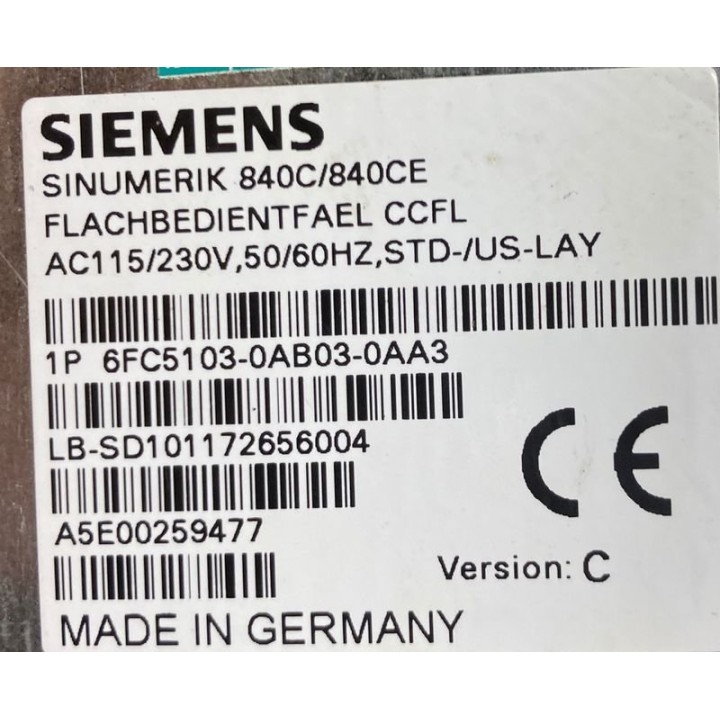 SIEMENS
SINUMERIK 840C/840CE
FLACHBEDIENTFAEL CCFL
AC115/230V,50/60HZ,STD-/US-LAY
1P 6FC5103-0AB03-0AA3
LB-SD101172656004
A5E00259477
CE
Version: C
MADE IN GERMANY